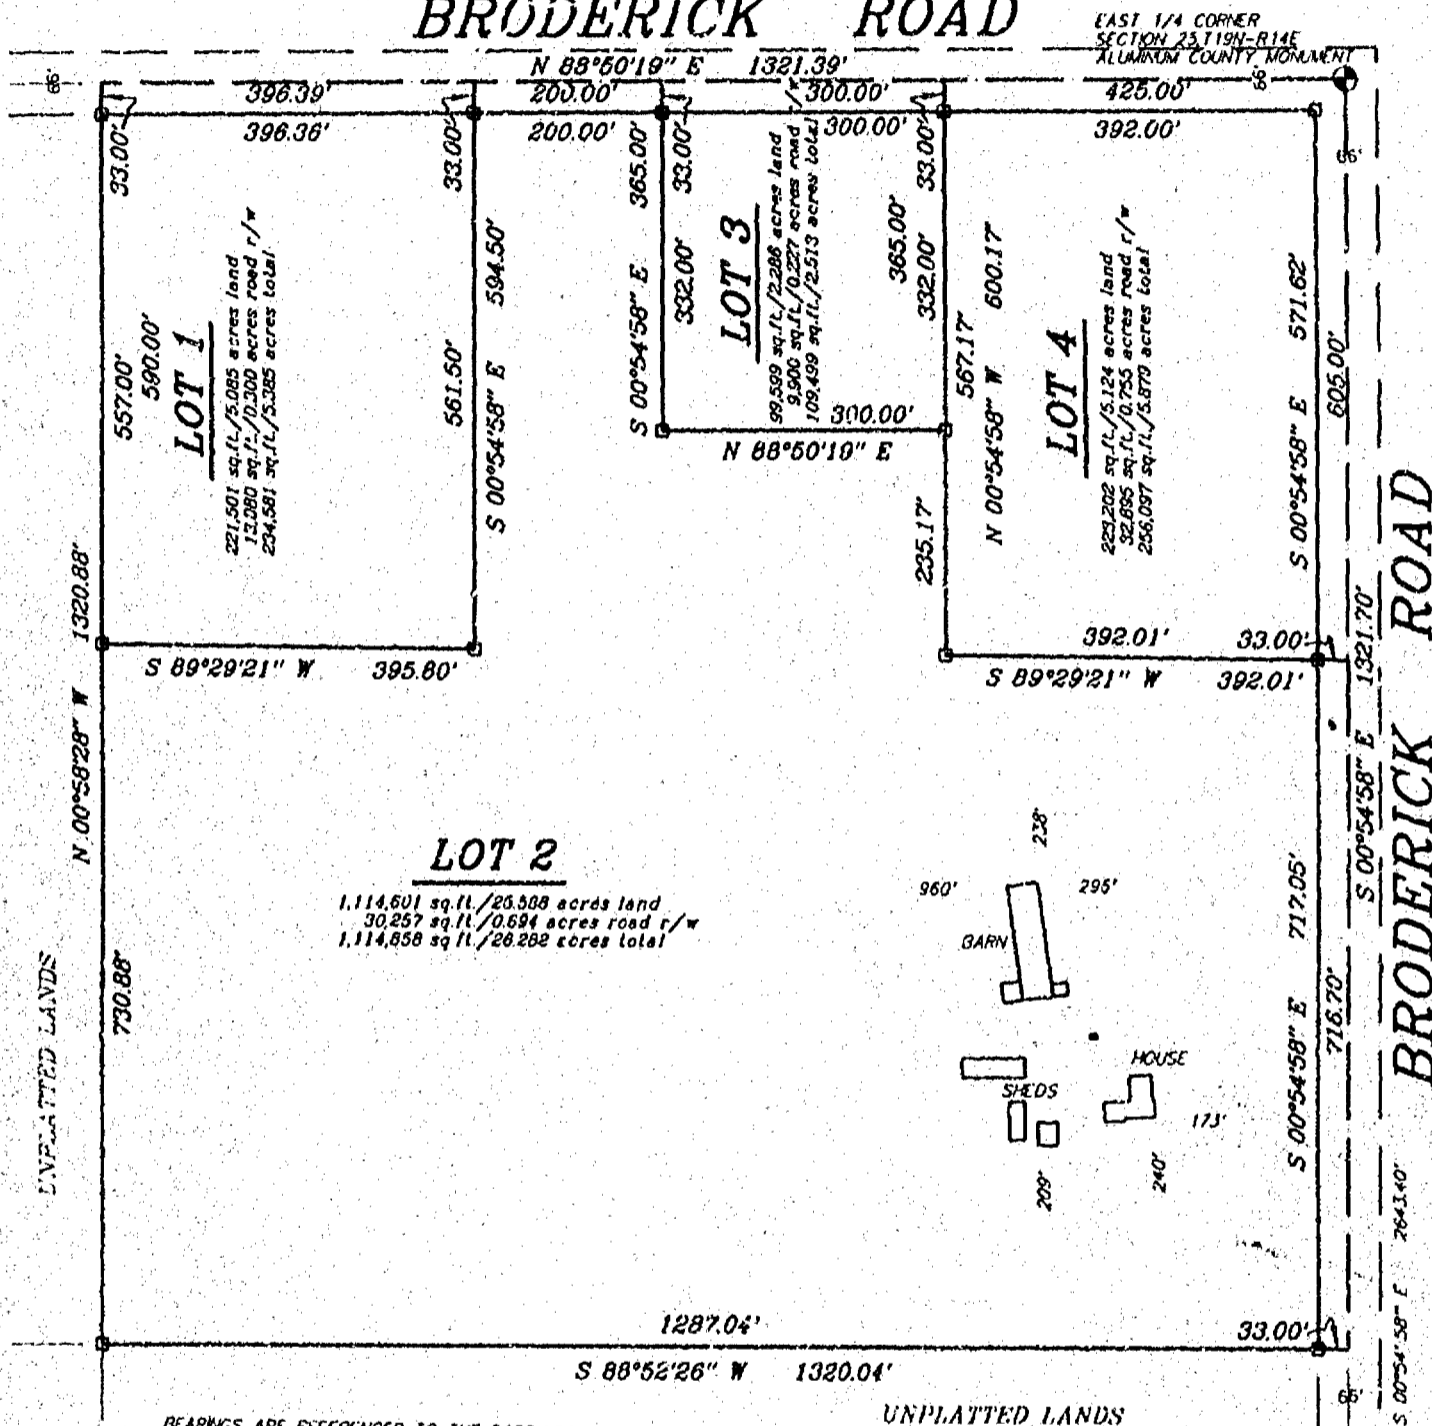 BRODERICK ROAD
EAST 1/4 CORNER
SECTION 25,T19N-R14E
ALUMINUM COUNTY MONUMENT
N 88°50'19" E 1321.39'
66'
396.39'
200.00'
300.00'
425.00'
66'
396.36'
200.00'
300.00'
392.00'
66'
33.00'
33.00'
33.00'
33.00'
557.00'
590.00'
LOT 1
221,501 sq.ft./5.085 acres land
13,080 sq.ft./0.300 acres road r/w
234,581 sq.ft./5.385 acres total
561.50'
S 00°54'58" E 594.50'
S 00°54'58" E 365.00'
332.00'
LOT 3
99,599 sq.ft./2.286 acres land
9,900 sq.ft./0.227 acres road r/w
109,499 sq.ft./2.513 acres total
365.00'
332.00'
300.00'
N 88°50'19" E
235.17'
567.17'
N 00°54'58" W 600.17'
LOT 4
223,202 sq.ft./5.124 acres land
32,895 sq.ft./0.755 acres road r/w
256,097 sq.ft./5.879 acres total
S 00°54'58" E 571.62'
605.00'
392.01'
33.00'
S 89°29'21" W 395.80'
S 89°29'21" W 392.01'
N 00°58'28" W 1320.88'
S 00°54'58" E 1321.70'
BRODERICK ROAD
LOT 2
1,114,601 sq.ft./25.588 acres land
30,257 sq.ft./0.694 acres road r/w
1,114,858 sq.ft./26.282 acres total
238'
960'
295'
BARN
HOUSE
SHEDS
173'
209'
240'
730.88'
UNPLATTED LANDS
S 00°54'58" E 717.05'
716.70'
S 00°54'58" E 2643.40'
1287.04'
33.00'
S 88°52'26" W 1320.04'
66'
UNPLATTED LANDS
BEARINGS ARE REFERENCED TO THE